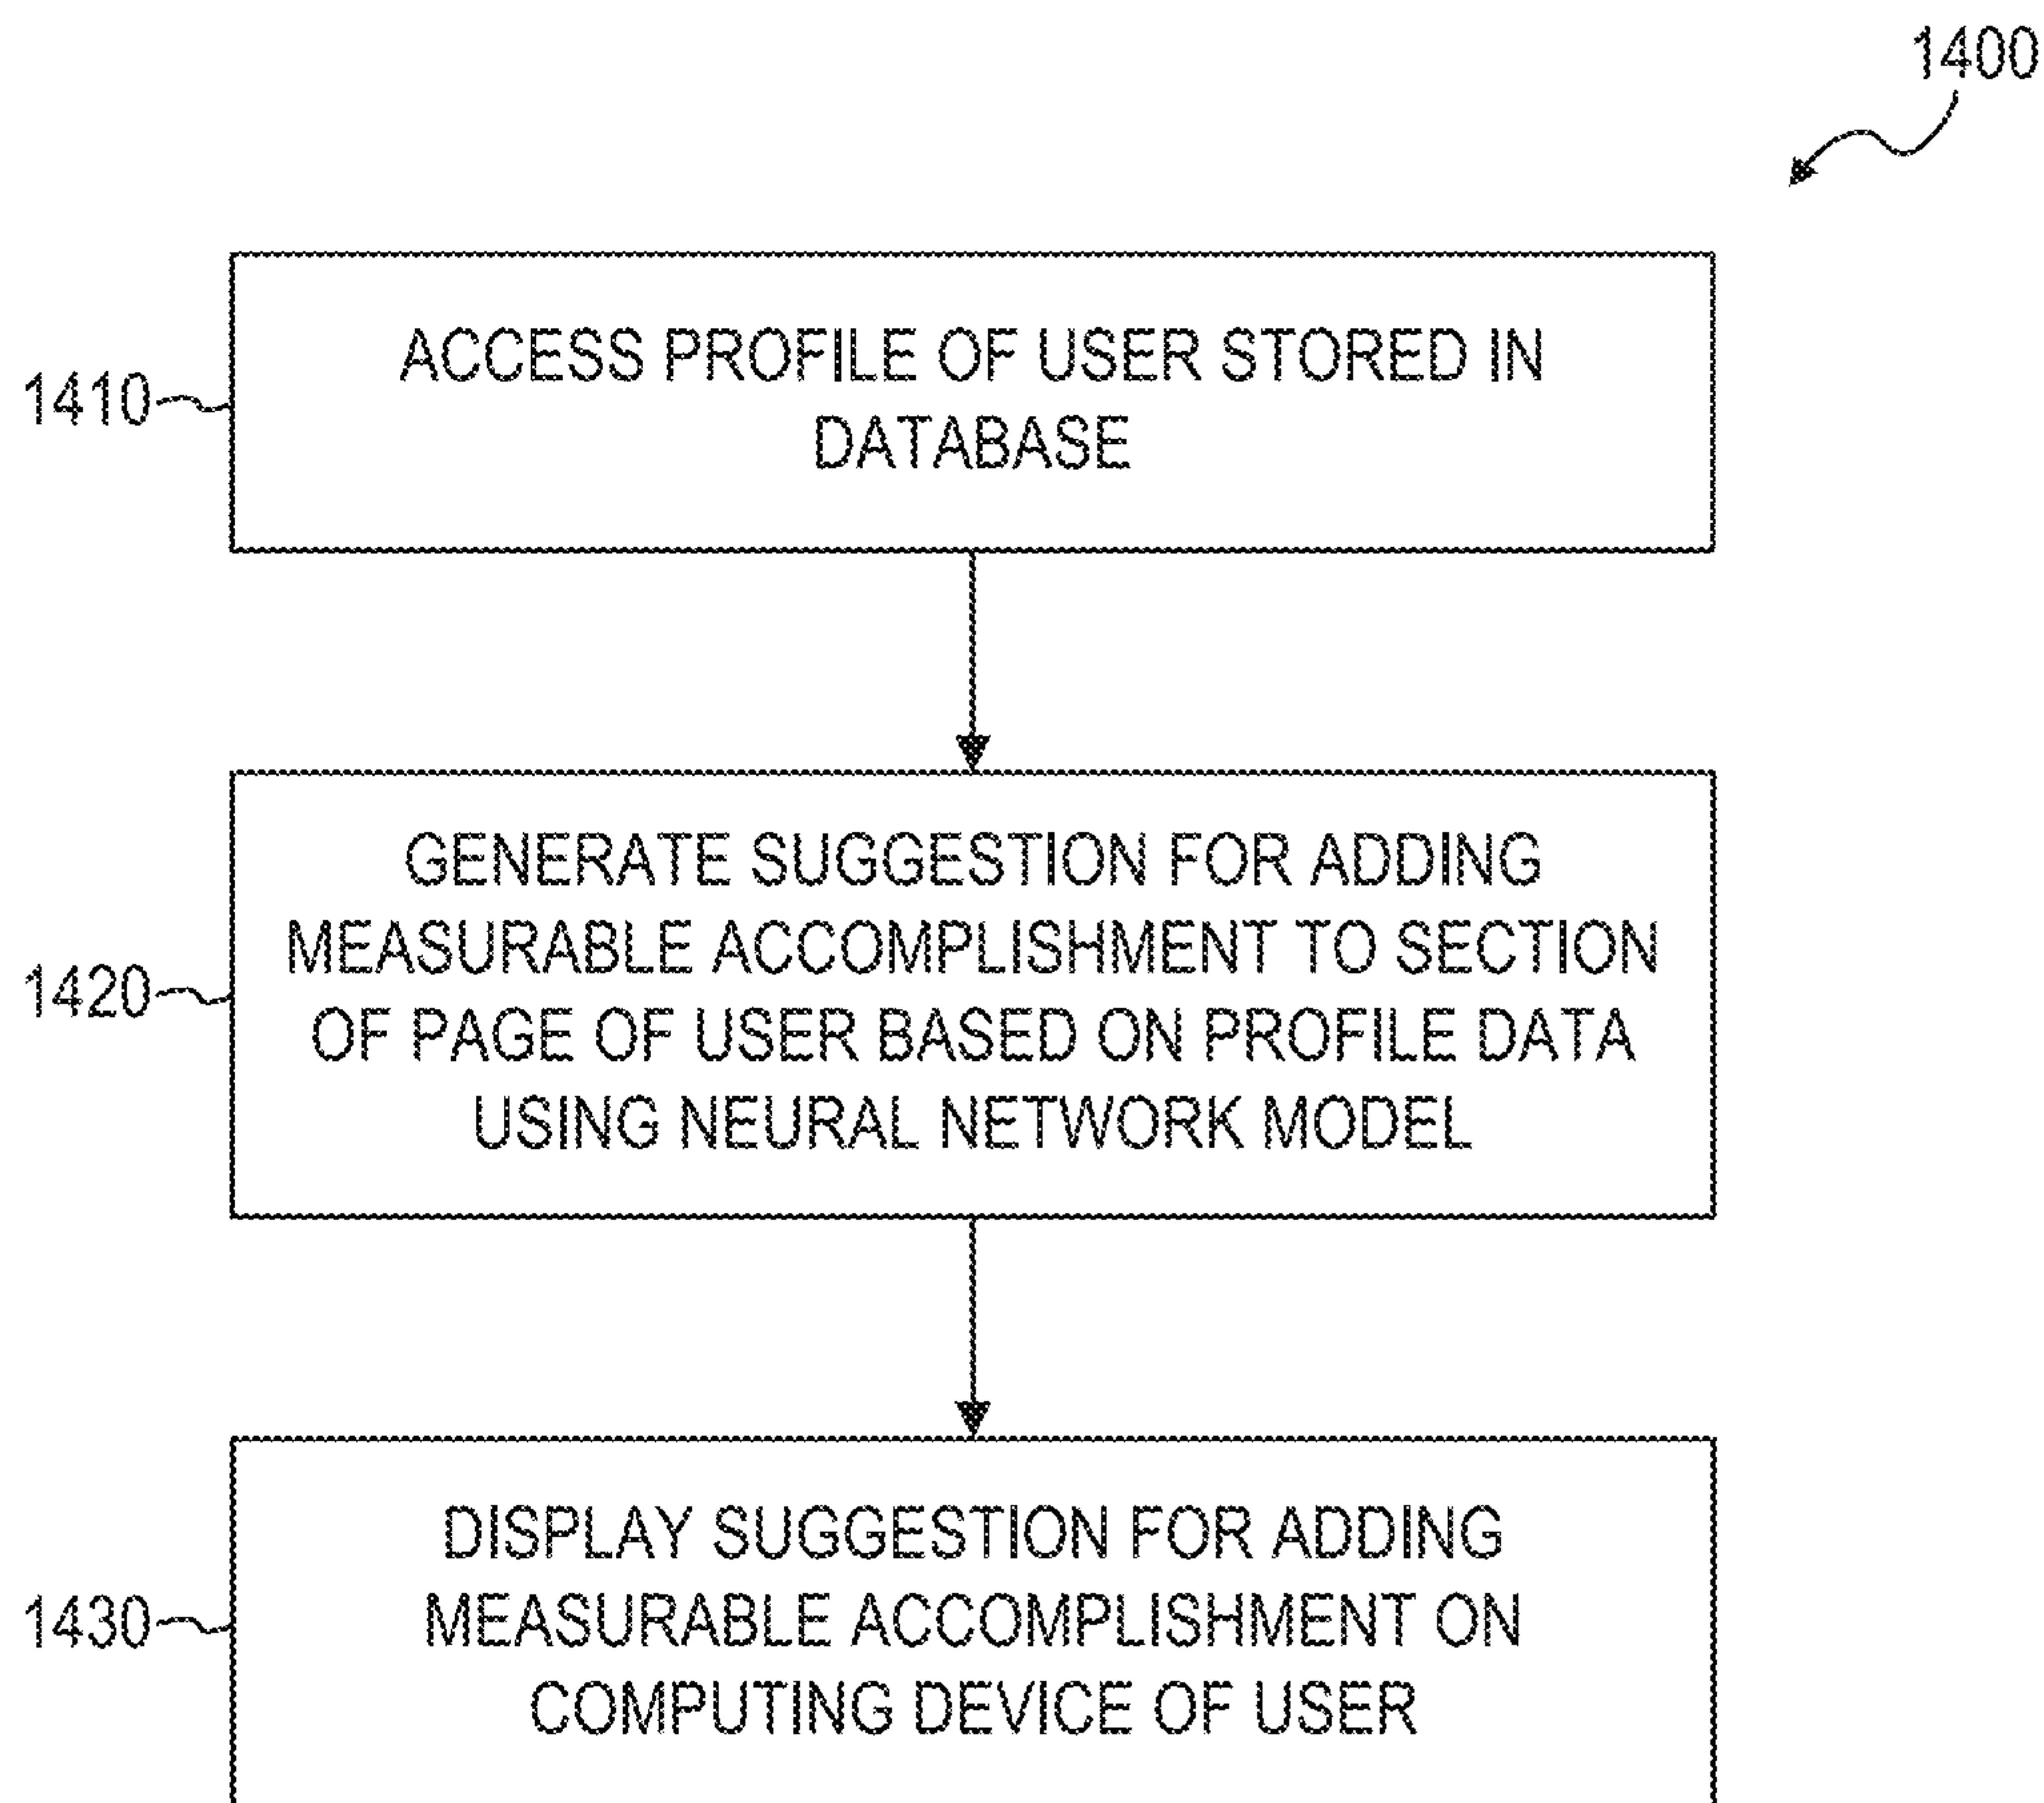 1400
ACCESS PROFILE OF USER STORED IN
DATABASE
1410
GENERATE SUGGESTION FOR ADDING
MEASURABLE ACCOMPLISHMENT TO SECTION
OF PAGE OF USER BASED ON PROFILE DATA
USING NEURAL NETWORK MODEL
1420
DISPLAY SUGGESTION FOR ADDING
MEASURABLE ACCOMPLISHMENT ON
COMPUTING DEVICE OF USER
1430